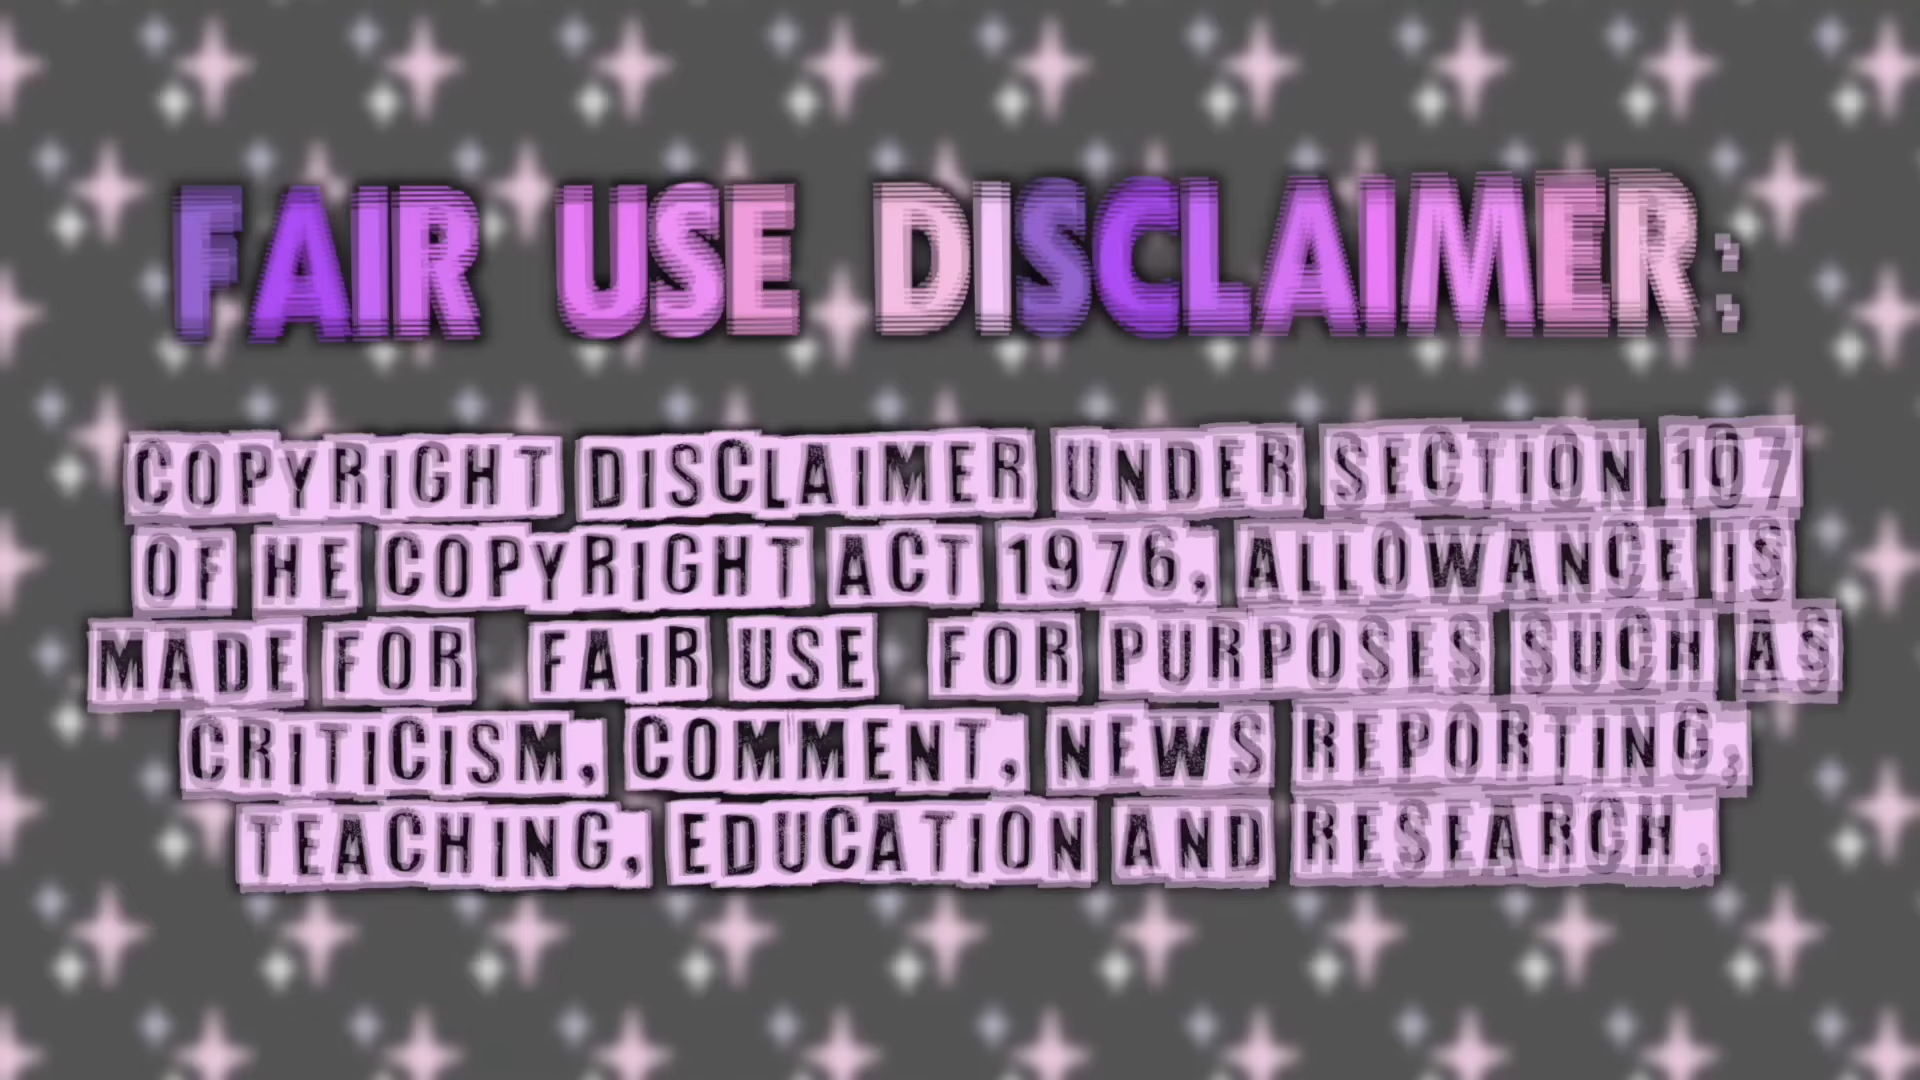 FAIR USE DISCLAIMER:
COPYRIGHT DISCLAIMER UNDER SECTION 107
OF HE COPYRIGHT ACT 1976, ALLOWANCE IS
MADE FOR FAIR USE FOR PURPOSES SUCH AS
CRITICISM, COMMENT, NEWS REPORTING,
TEACHING, EDUCATION AND RESEARCH.